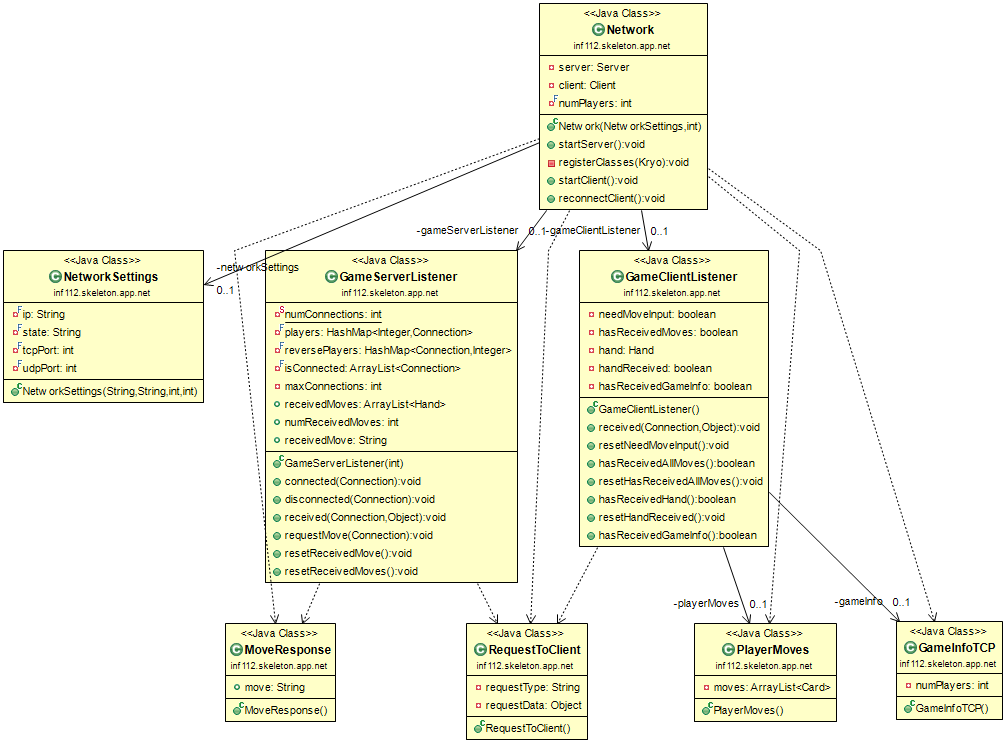 <<Java Class>>
Network
inf112.skeleton.app.net
server: Server
client: Client
numPlayers: int
Network(NetworkSettings,int)
startServer():void
registerClasses(Kryo):void
startClient():void
reconnectClient():void
-gameServerListener 0..1
-gameClientListener 0..1
-networkSettings
0..1
<<Java Class>>
NetworkSettings
inf112.skeleton.app.net
ip: String
state: String
tcpPort: int
udpPort: int
NetworkSettings(String,String,int,int)
<<Java Class>>
GameServerListener
inf112.skeleton.app.net
numConnections: int
players: HashMap<Integer,Connection>
reversePlayers: HashMap<Connection,Integer>
isConnected: ArrayList<Connection>
maxConnections: int
receivedMoves: ArrayList<Hand>
numReceivedMoves: int
receivedMove: String
GameServerListener(int)
connected(Connection):void
disconnected(Connection):void
received(Connection,Object):void
requestMove(Connection):void
resetReceivedMove():void
resetReceivedMoves():void
<<Java Class>>
GameClientListener
inf112.skeleton.app.net
needMoveInput: boolean
hasReceivedMoves: boolean
hand: Hand
handReceived: boolean
hasReceivedGameInfo: boolean
GameClientListener()
received(Connection,Object):void
resetNeedMoveInput():void
hasReceivedAllMoves():boolean
resetHasReceivedAllMoves():void
hasReceivedHand():boolean
resetHandReceived():void
hasReceivedGameInfo():boolean
-playerMoves 0..1
-gameInfo 0..1
<<Java Class>>
MoveResponse
inf112.skeleton.app.net
move: String
MoveResponse()
<<Java Class>>
RequestToClient
inf112.skeleton.app.net
requestType: String
requestData: Object
RequestToClient()
<<Java Class>>
PlayerMoves
inf112.skeleton.app.net
moves: ArrayList<Card>
PlayerMoves()
<<Java Class>>
GameInfoTCP
inf112.skeleton.app.net
numPlayers: int
GameInfoTCP()